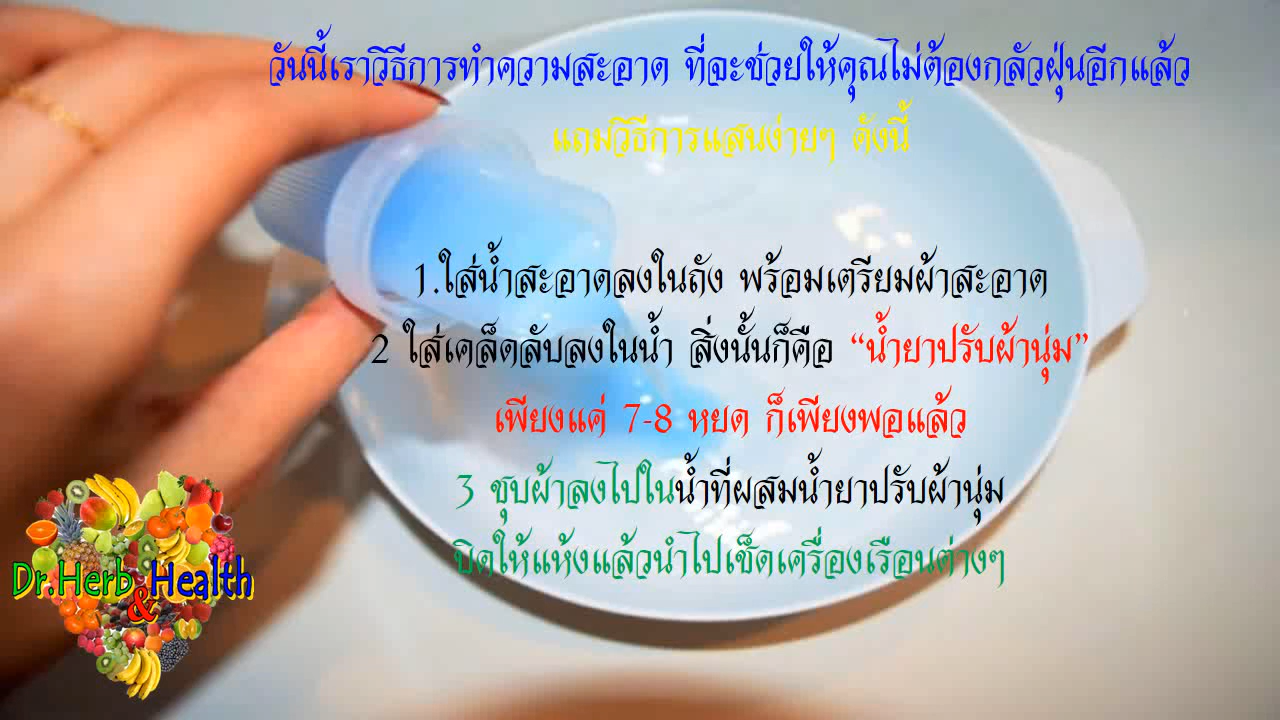 วันนี้เราวิธีการทำความสะอาด ที่จะช่วยให้คุณไม่ต้องกลัวฝุ่นอีกแล้ว
แถมวิธีการแสนง่ายๆ ดังนี้
1.ใส่น้ำสะอาดลงในถัง พร้อมเตรียมผ้าสะอาด
2 ใส่เคล็ดลับลงในน้ำ สิ่งนั้นก็คือ “น้ำยาปรับผ้านุ่ม”
เพียงแค่ 7-8 หยด ก็เพียงพอแล้ว
3 ชุบผ้าลงไปในน้ำที่ผสมน้ำยาปรับผ้านุ่ม
บิดให้แห้งแล้วนำไปเช็ดเครื่องเรือนต่างๆ
Dr.Herb & Health